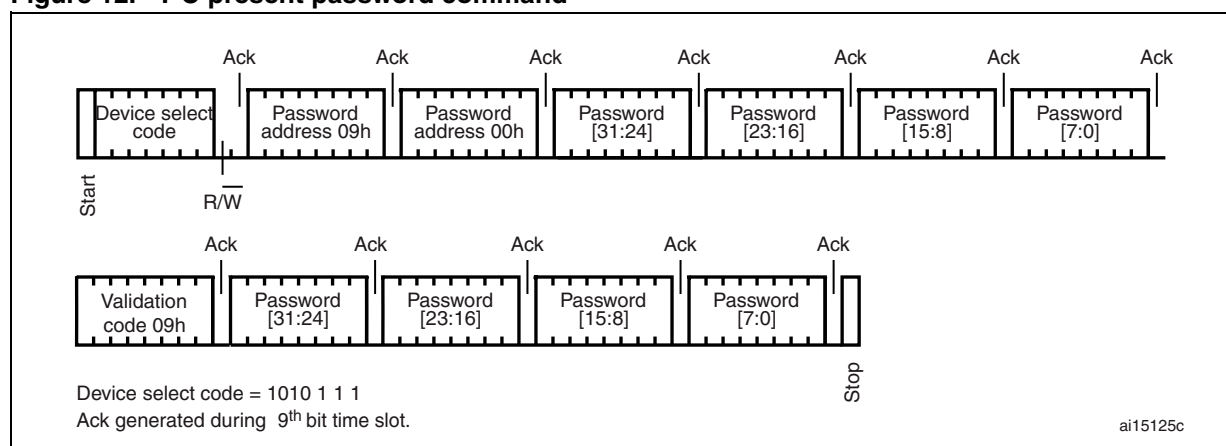 Ack Ack Ack Ack Ack Ack Ack
Device select code
Password address 09h
Password address 00h
Password [31:24]
Password [23:16]
Password [15:8]
Password [7:0]
Start
R/W
Ack Ack Ack Ack Ack
Validation code 09h
Password [31:24]
Password [23:16]
Password [15:8]
Password [7:0]
Stop
Device select code = 1010 1 1 1
Ack generated during 9th bit time slot.
ai15125c